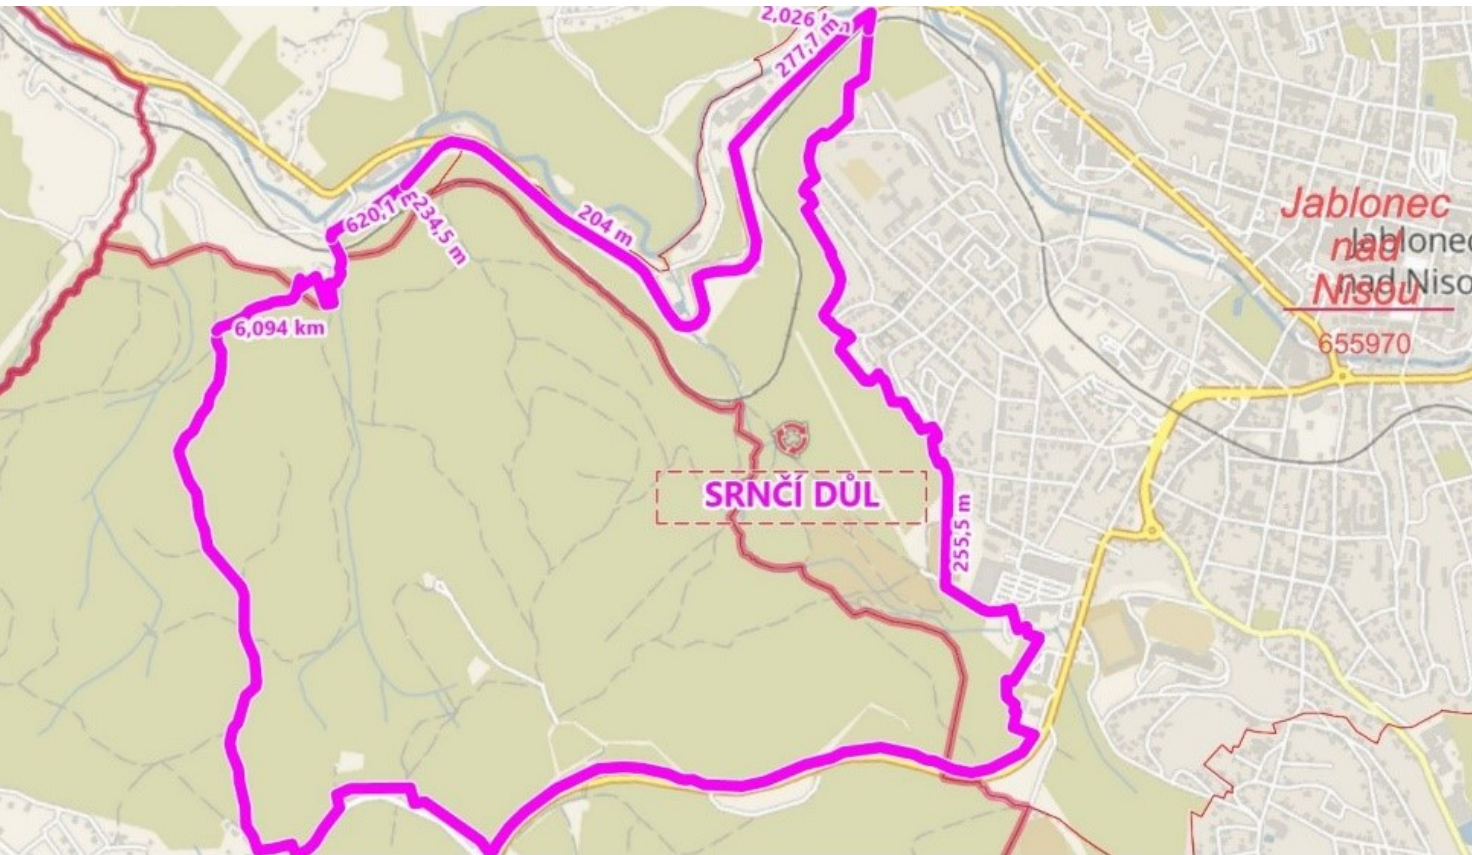 2,026
277,7 m
620,1
234,5 m
204 m
6,094 km
SRNČÍ DŮL
255,5 m
Jablonec
nad
Nisou
Jablonec
nad Niso
655970